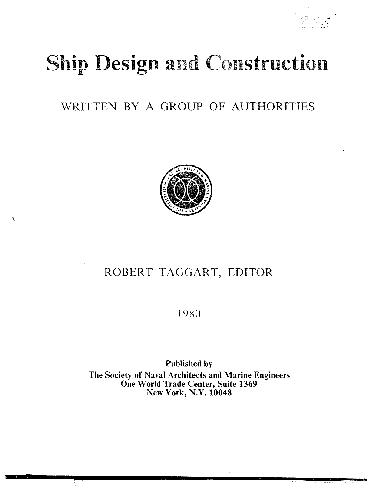 Ship Design and Construction
WRITTEN BY A GROUP OF AUTHORITIES
ROBERT TAGGART, EDITOR
1980
Published by
The Society of Naval Architects and Marine Engineers
One World Trade Center, Suite 1369
New York, N.Y. 10048